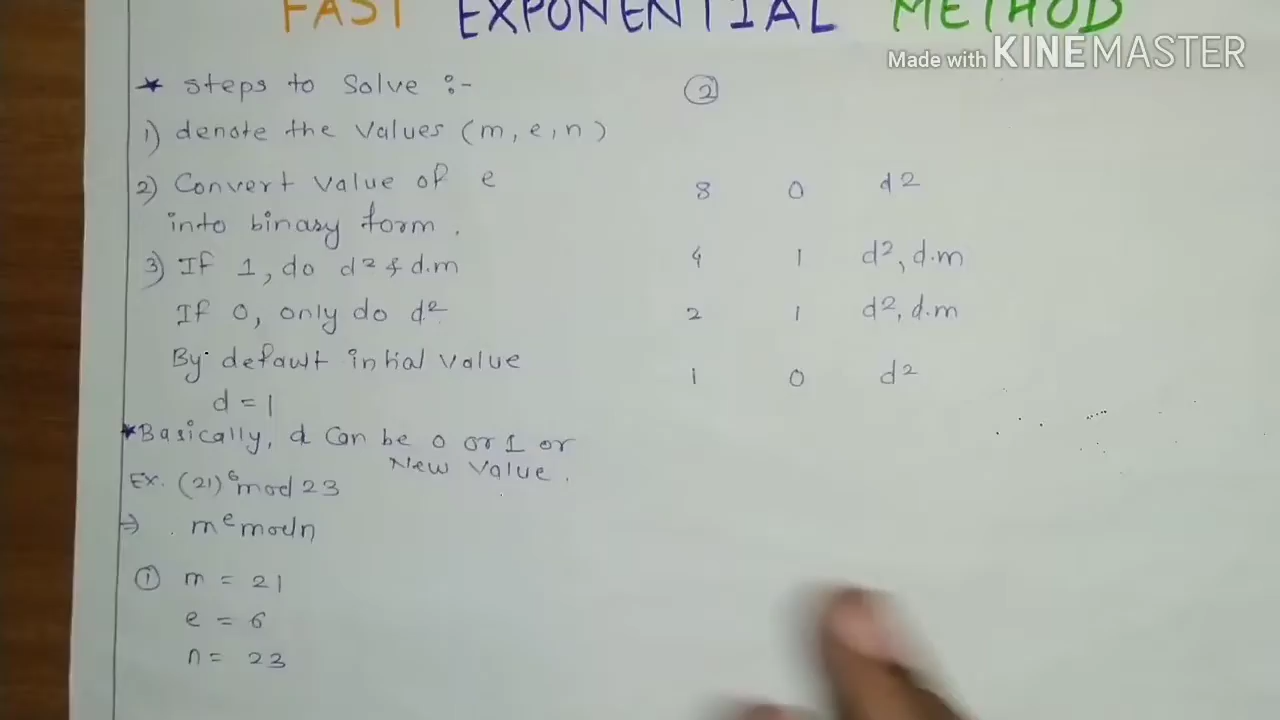 FAST EXPONENTIAL METHOD
Made with KINEMASTER
* Steps to Solve :-
1) denote the values (m, e, n)
2) Convert value of e
into binary form.
3) If 1, do d² & d.m
If 0, only do d²
By default intial value
d = 1
* Basically, d can be 0 or 1 or
New value.
Ex. (21)⁶ mod 23
⇒ mᵉ mod n
① m = 21
e = 6
n = 23
②
8 0 d2
4 1 d², d.m
2 1 d², d.m
1 0 d²